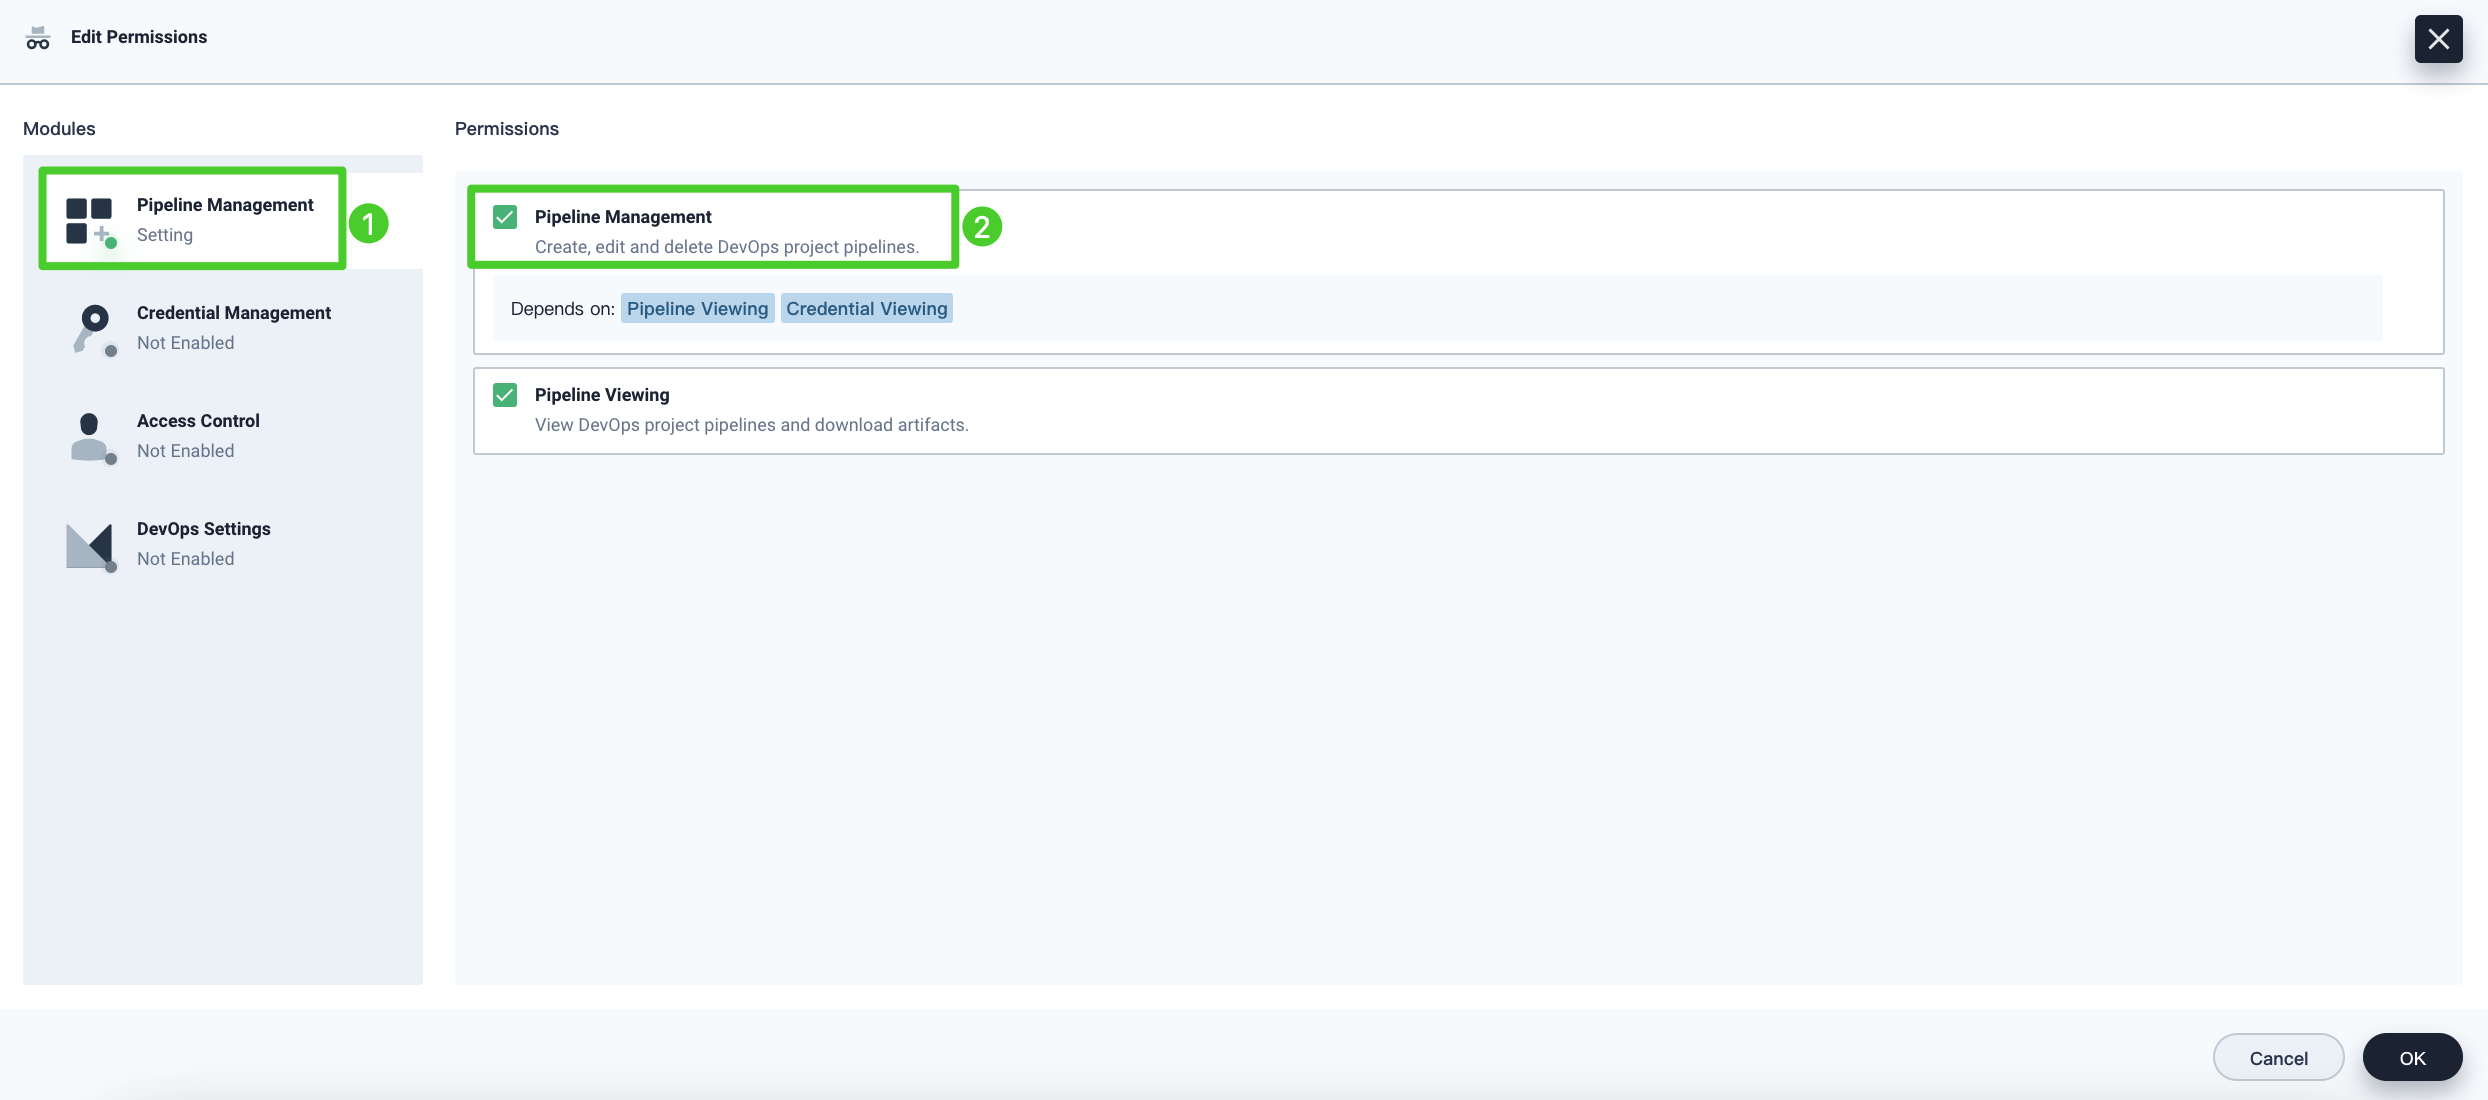 Edit Permissions
Modules
Permissions
Pipeline Management
Setting
1
Credential Management
Not Enabled
Access Control
Not Enabled
DevOps Settings
Not Enabled
Pipeline Management
Create, edit and delete DevOps project pipelines.
2
Depends on: Pipeline Viewing Credential Viewing
Pipeline Viewing
View DevOps project pipelines and download artifacts.
Cancel
OK